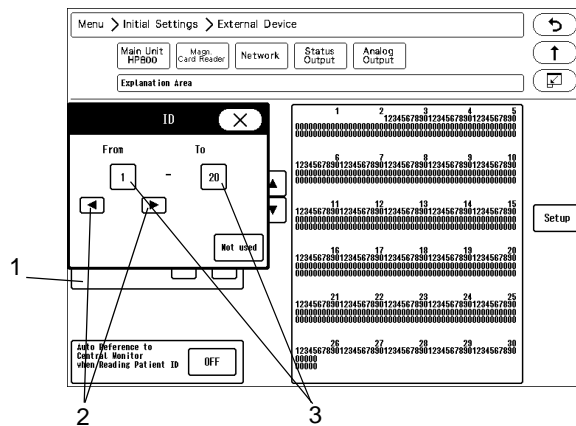 Menu > Initial Settings > External Device
Main Unit
HP800
Magn.
Card Reader
Network
Status
Output
Analog
Output
Explanation Area
ID
From To
1 - 20
Not used
1
Auto Reference to
Central Monitor
when Reading Patient ID
OFF
1 2 3 4 5
123456789012345678901234567890
00000000000000000000000000000000000000000000000000
00000000000000000000000000000000000000000000000000
6 7 8 9 10
12345678901234567890123456789012345678901234567890
00000000000000000000000000000000000000000000000000
00000000000000000000000000000000000000000000000000
11 12 13 14 15
12345678901234567890123456789012345678901234567890
00000000000000000000000000000000000000000000000000
00000000000000000000000000000000000000000000000000
16 17 18 19 20
12345678901234567890123456789012345678901234567890
00000000000000000000000000000000000000000000000000
00000000000000000000000000000000000000000000000000
21 22 23 24 25
12345678901234567890123456789012345678901234567890
00000000000000000000000000000000000000000000000000
00000000000000000000000000000000000000000000000000
26 27 28 29 30
12345678901234567890123456789012345678901234567890
00000
00000
Setup
2 3